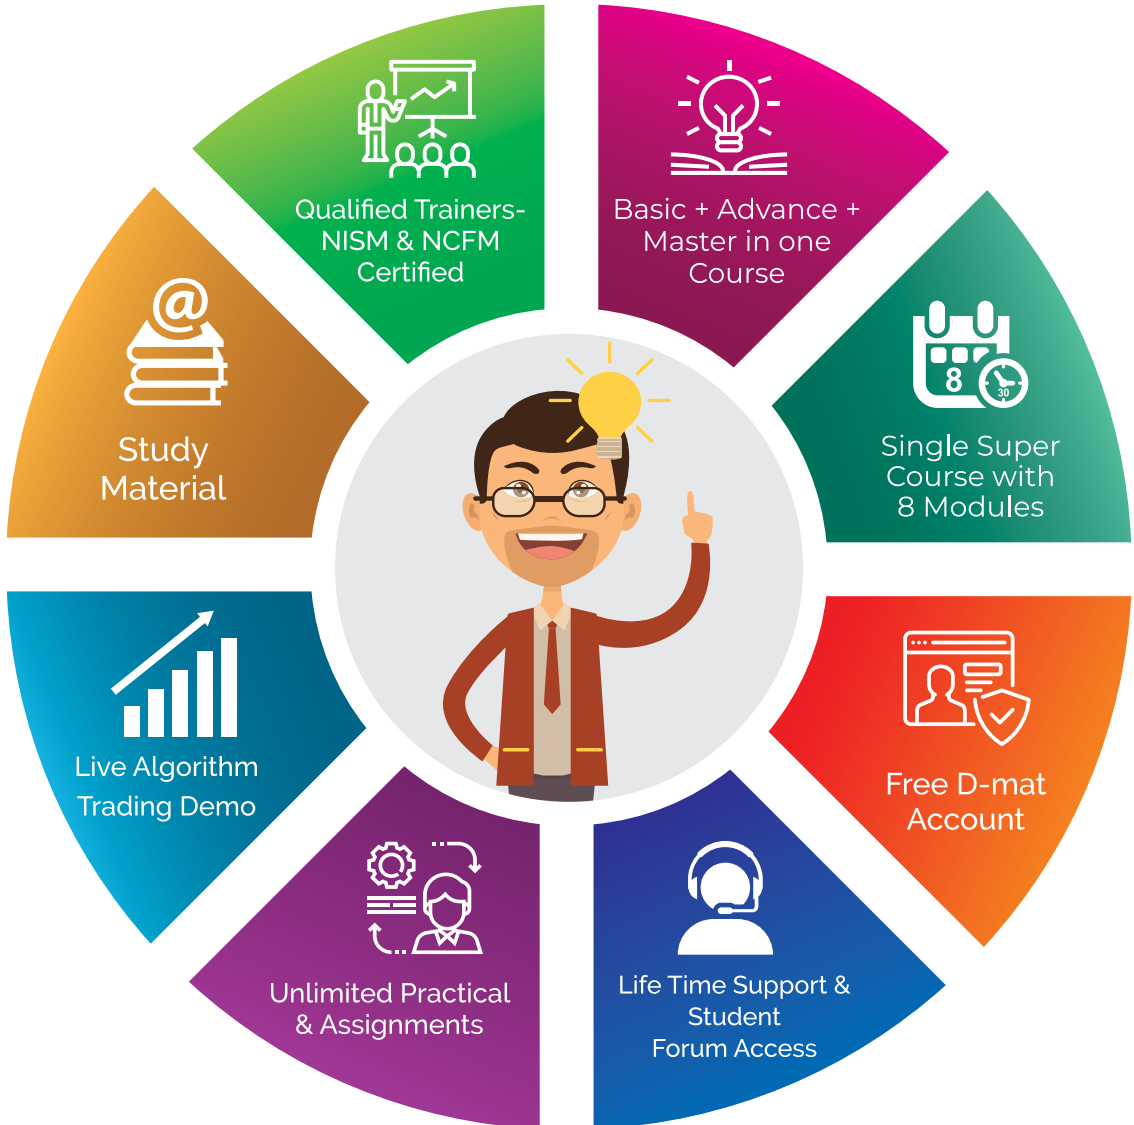 Qualified Trainers-
NISM & NCFM
Certified
Basic + Advance +
Master in one
Course
8
30
Single Super
Course with
8 Modules
Free D-mat
Account
Life Time Support &
Student
Forum Access
Unlimited Practical
& Assignments
Live Algorithm
Trading Demo
@
Study
Material